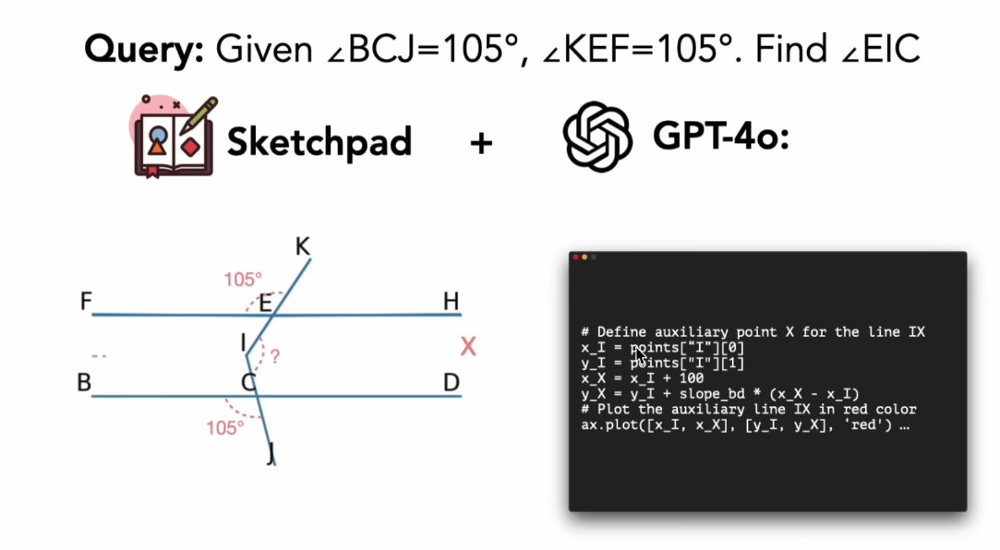 Query: Given ∠BCJ=105°, ∠KEF=105°. Find ∠EIC
Sketchpad + GPT-4o:
K
105°
F E H
I
? X
B C D
105°
J
# Define auxiliary point X for the line IX
x_I = points["I"][0]
y_I = points["I"][1]
x_X = x_I + 100
y_X = y_I + slope_bd * (x_X - x_I)
# Plot the auxiliary line IX in red color
ax.plot([x_I, x_X], [y_I, y_X], 'red') …